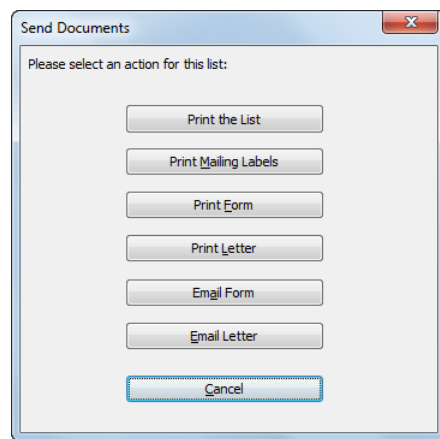 Send Documents
Please select an action for this list:
Print the List
Print Mailing Labels
Print Form
Print Letter
Email Form
Email Letter
Cancel